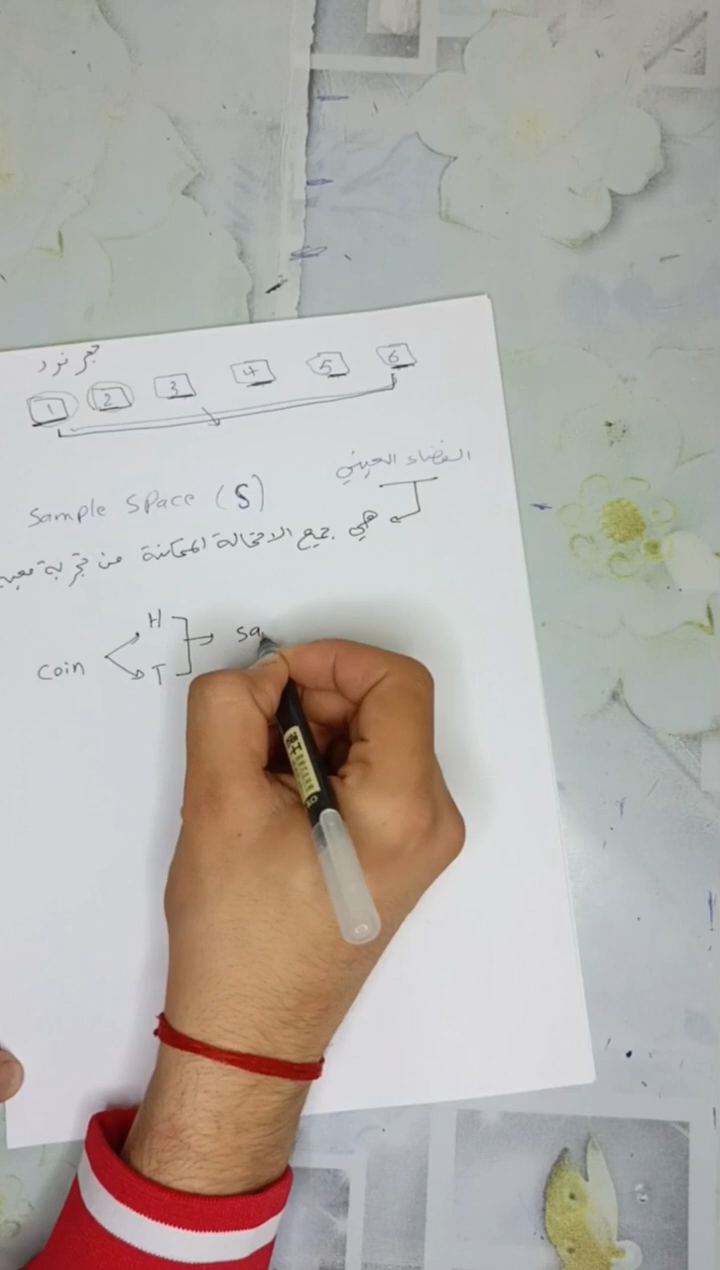 حجر نرد
1 2 3 4 5 6
الفضاء العيني
Sample Space (S)
هي جميع الاحتمالة الممكنة من تجربة معينة
H
Coin
T
Sa